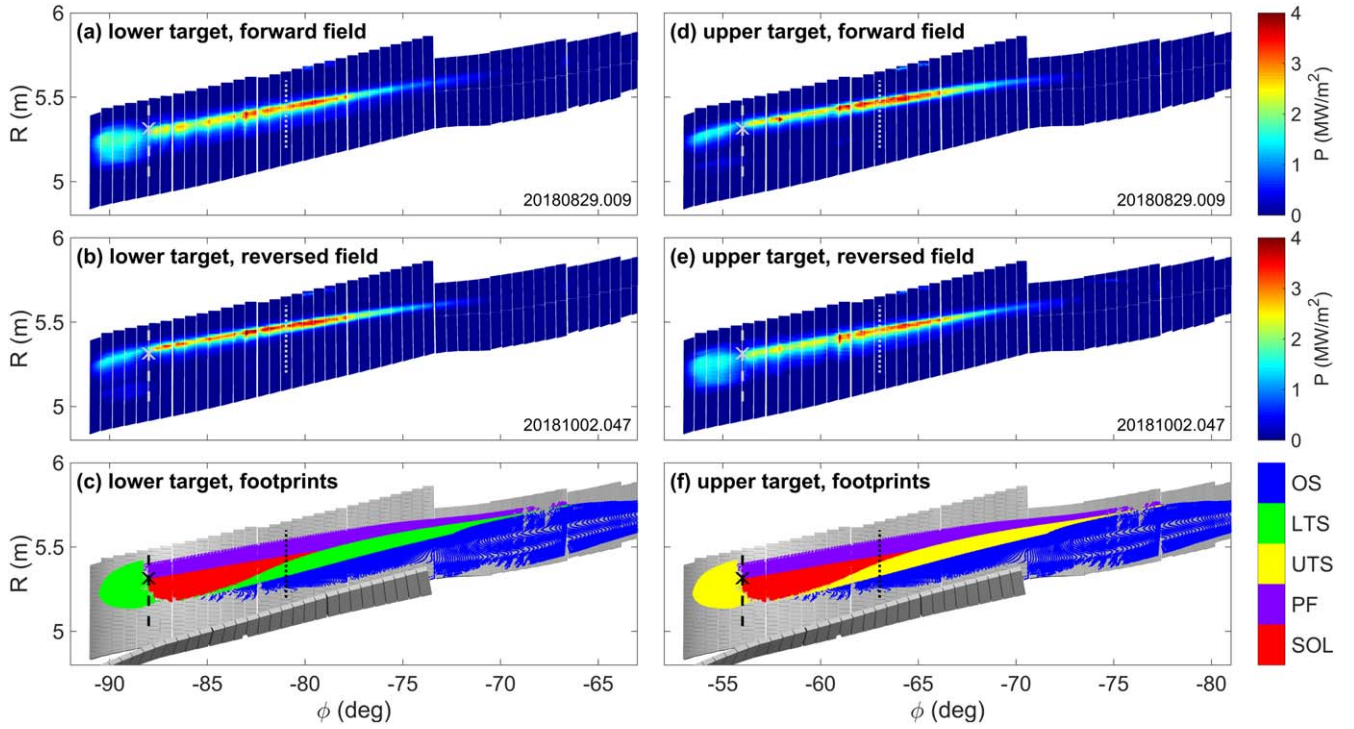 (a) lower target, forward field
R (m)
6
5.5
5
20180829.009
(d) upper target, forward field
20180829.009
P (MW/m²)
4
3
2
1
0
(b) lower target, reversed field
R (m)
6
5.5
5
20181002.047
(e) upper target, reversed field
20181002.047
P (MW/m²)
4
3
2
1
0
(c) lower target, footprints
R (m)
6
5.5
5
-90 -85 -80 -75 -70 -65
ϕ (deg)
(f) upper target, footprints
-55 -60 -65 -70 -75 -80
ϕ (deg)
OS
LTS
UTS
PF
SOL